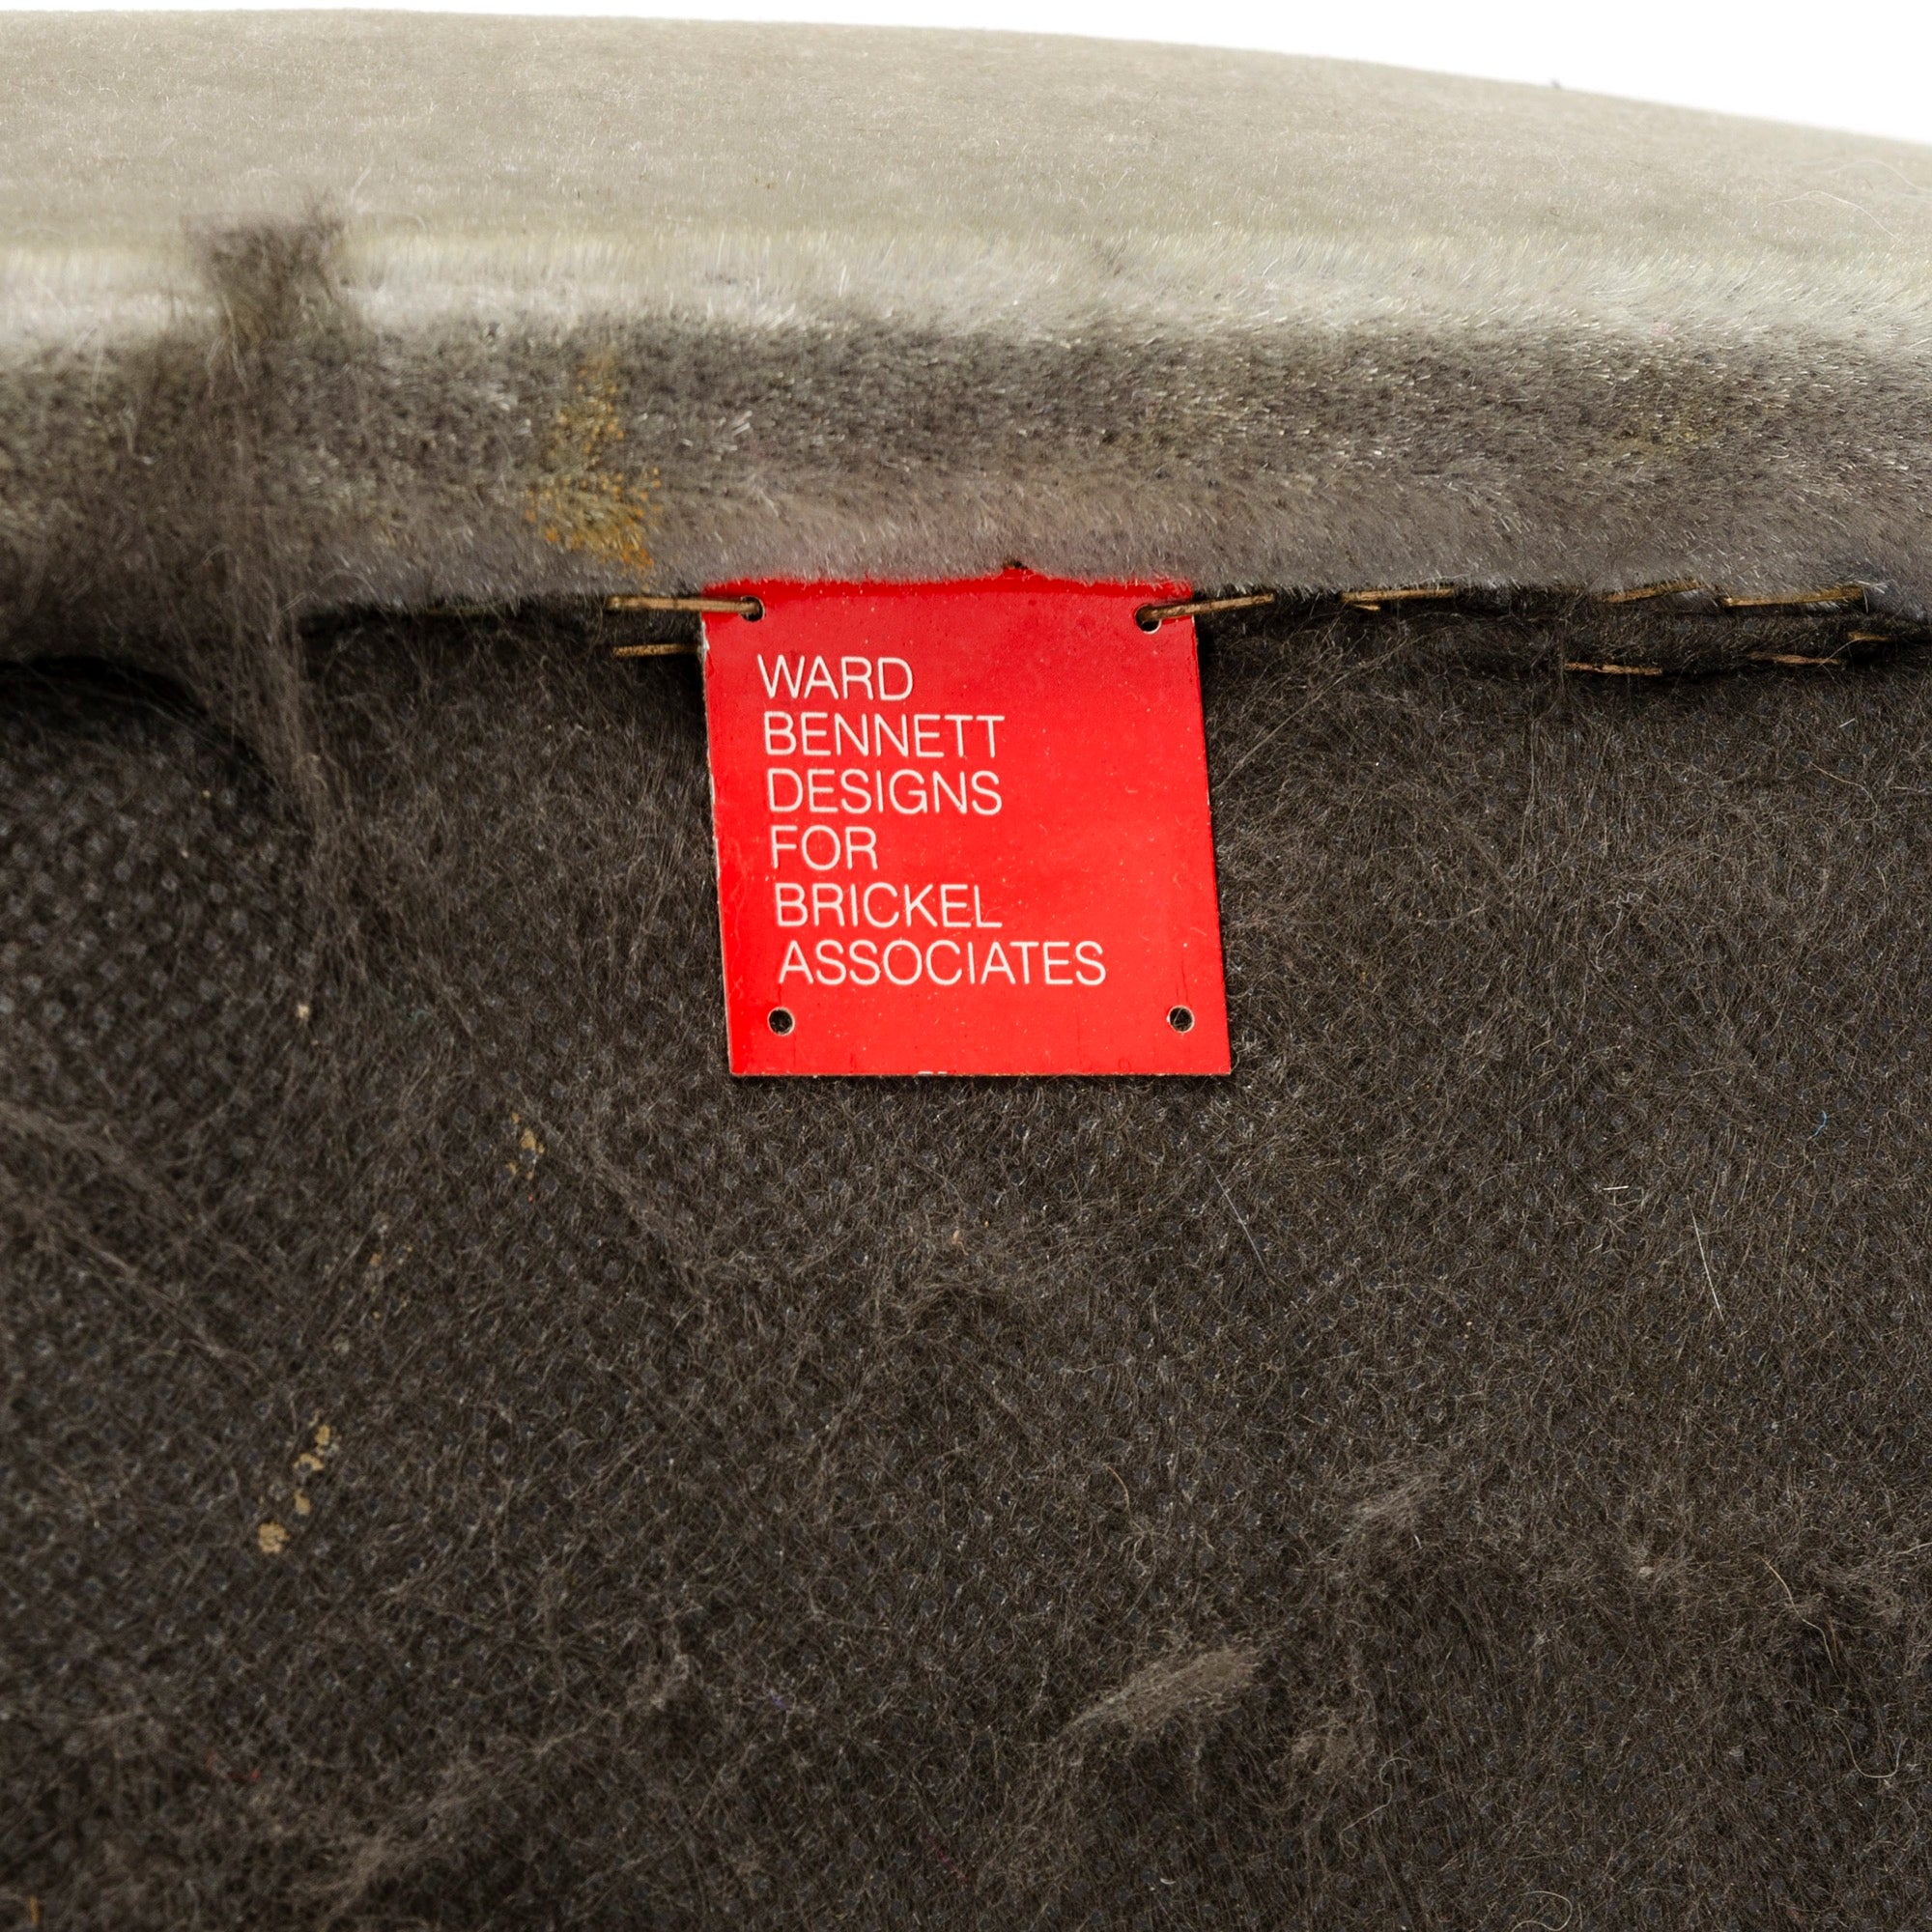 WARD
BENNETT
DESIGNS
FOR
BRICKEL
ASSOCIATES